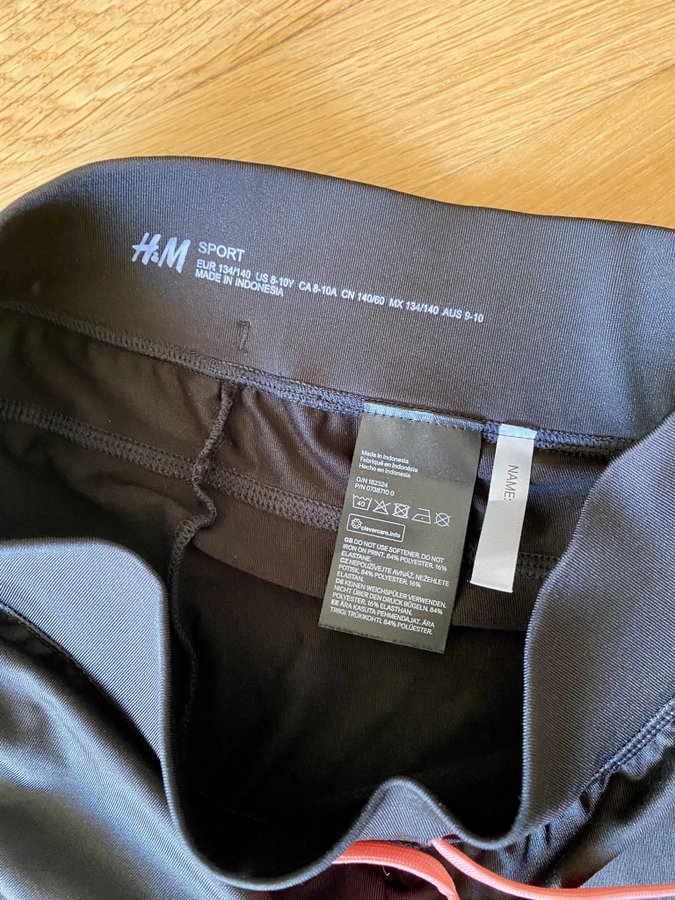 H&M SPORT
EUR 134/140 US 8-10Y CA 8-10A CN 140/60 MX 134/140 AUS 9-10
MADE IN INDONESIA
Made in Indonesia
Fabriqué en Indonésie
Hecho en Indonesia
O/N 182324
P/N 0738710 0
40
clevercare.info
GB DO NOT USE SOFTENER. DO NOT
IRON ON PRINT. 84% POLYESTER. 16%
ELASTANE.
CZ NEPOUŽÍVEJTE AVIVÁŽ. NEŽEHLETE
POTISK. 84% POLYESTER. 16%
ELASTAN.
DE KEINEN WEICHSPÜLER VERWENDEN.
NICHT ÜBER DEN DRUCK BÜGELN. 84%
POLYESTER. 16% ELASTHAN.
EE ÄRA KASUTA PEHMENDAJAT. ÄRA
TRIIGI TRÜKKOHTI. 84% POLÜESTER.
NAME: